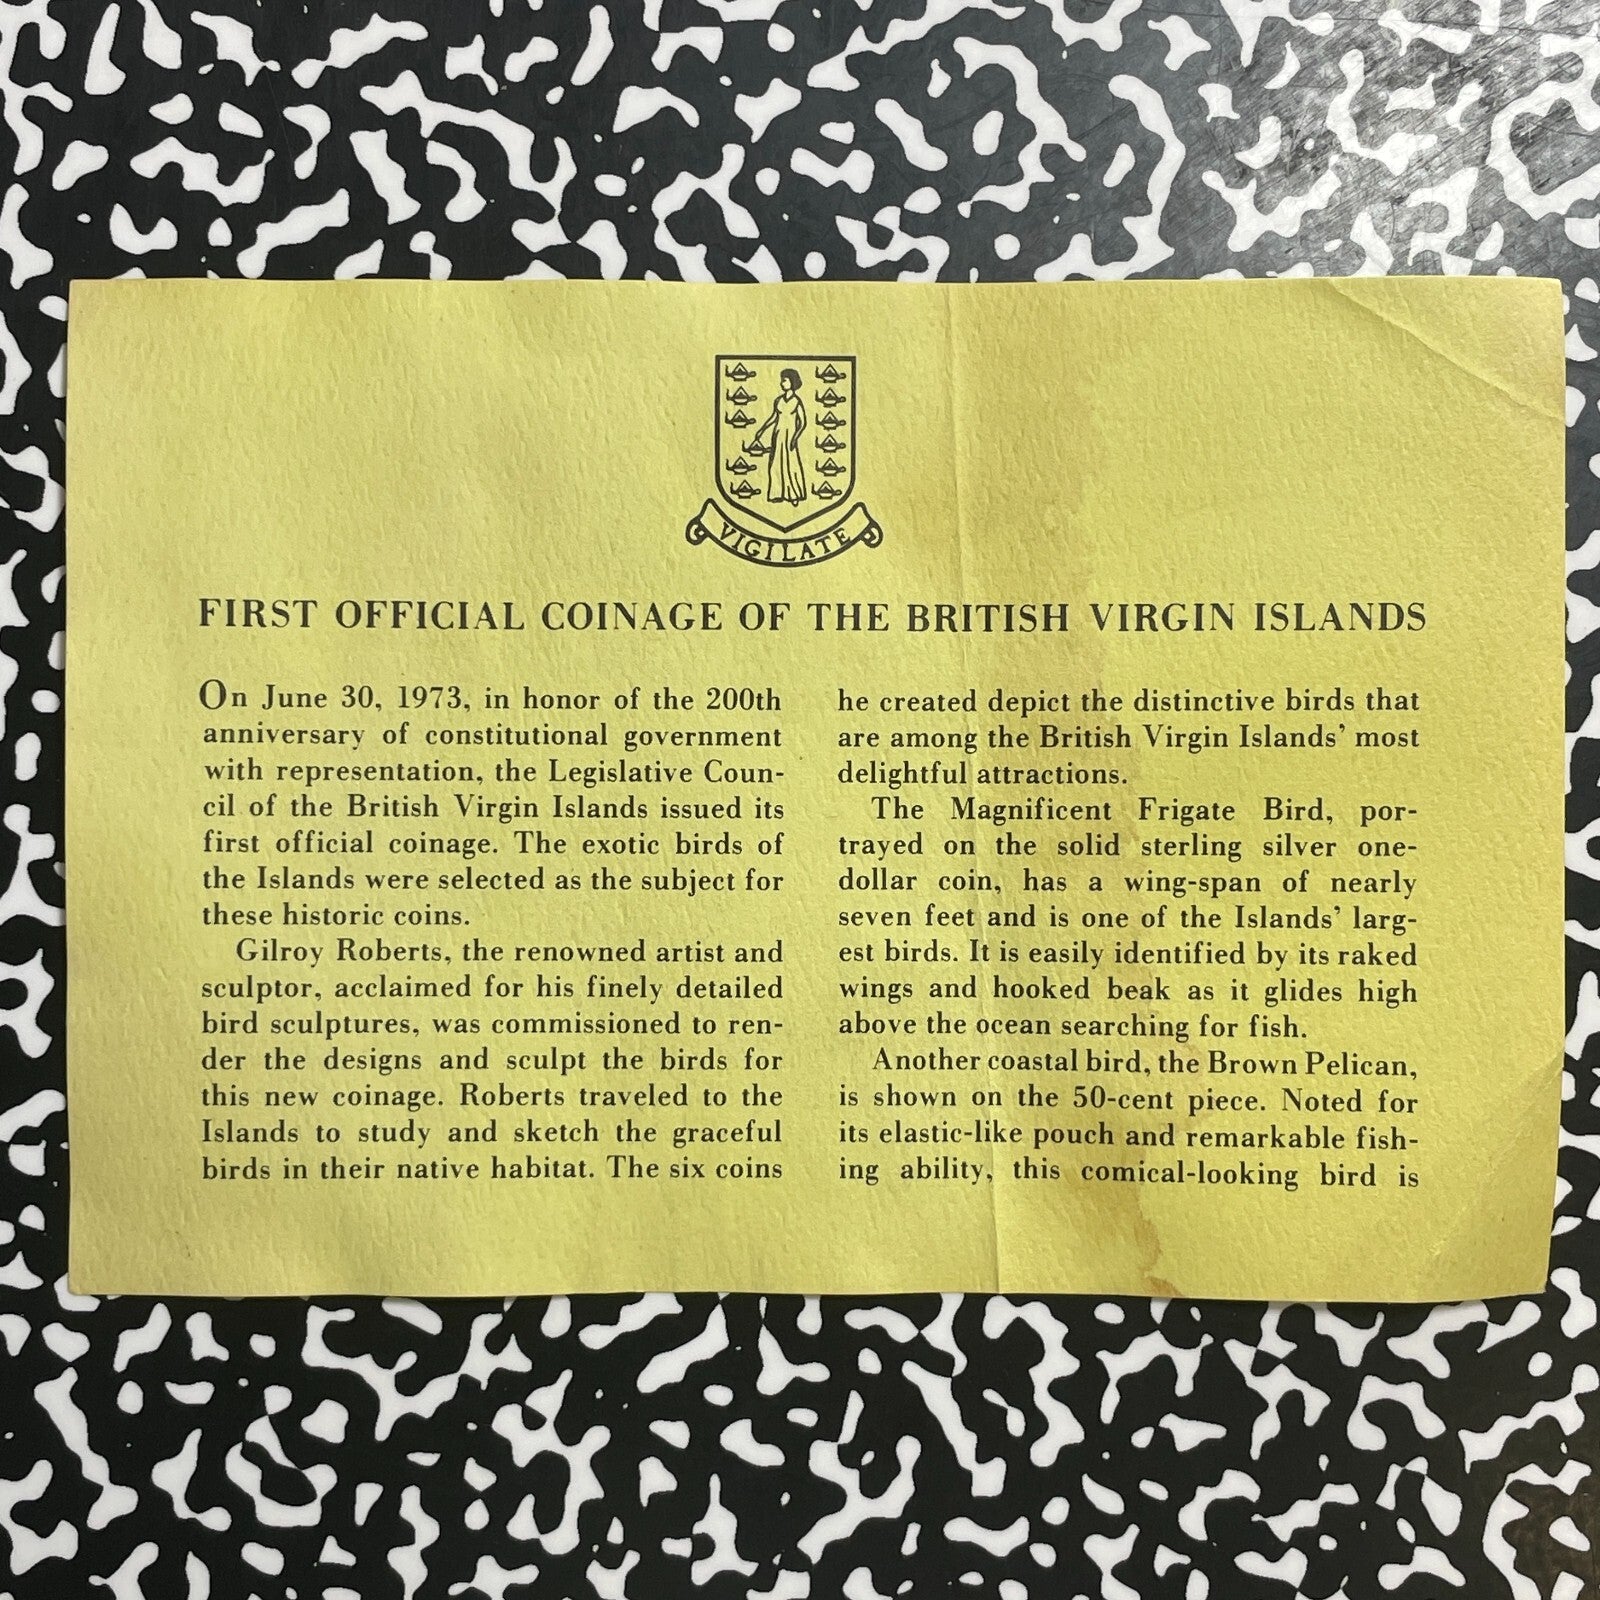 VIGILATE
FIRST OFFICIAL COINAGE OF THE BRITISH VIRGIN ISLANDS
On June 30, 1973, in honor of the 200th
anniversary of constitutional government
with representation, the Legislative Coun-
cil of the British Virgin Islands issued its
first official coinage. The exotic birds of
the Islands were selected as the subject for
these historic coins.
Gilroy Roberts, the renowned artist and
sculptor, acclaimed for his finely detailed
bird sculptures, was commissioned to ren-
der the designs and sculpt the birds for
this new coinage. Roberts traveled to the
Islands to study and sketch the graceful
birds in their native habitat. The six coins
he created depict the distinctive birds that
are among the British Virgin Islands' most
delightful attractions.
The Magnificent Frigate Bird, por-
trayed on the solid sterling silver one-
dollar coin, has a wing-span of nearly
seven feet and is one of the Islands' larg-
est birds. It is easily identified by its raked
wings and hooked beak as it glides high
above the ocean searching for fish.
Another coastal bird, the Brown Pelican,
is shown on the 50-cent piece. Noted for
its elastic-like pouch and remarkable fish-
ing ability, this comical-looking bird is